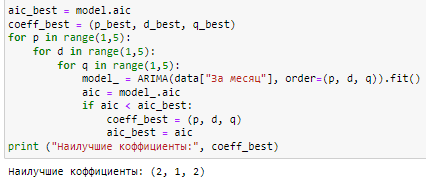 aic_best = model.aic
coeff_best = (p_best, d_best, q_best)
for p in range(1,5):
    for d in range(1,5):
        for q in range(1,5):
            model_ = ARIMA(data["За месяц"], order=(p, d, q)).fit()
            aic = model_.aic
            if aic < aic_best:
                coeff_best = (p, d, q)
                aic_best = aic
print ("Наилучшие коффициенты:", coeff_best)
Наилучшие коффициенты: (2, 1, 2)